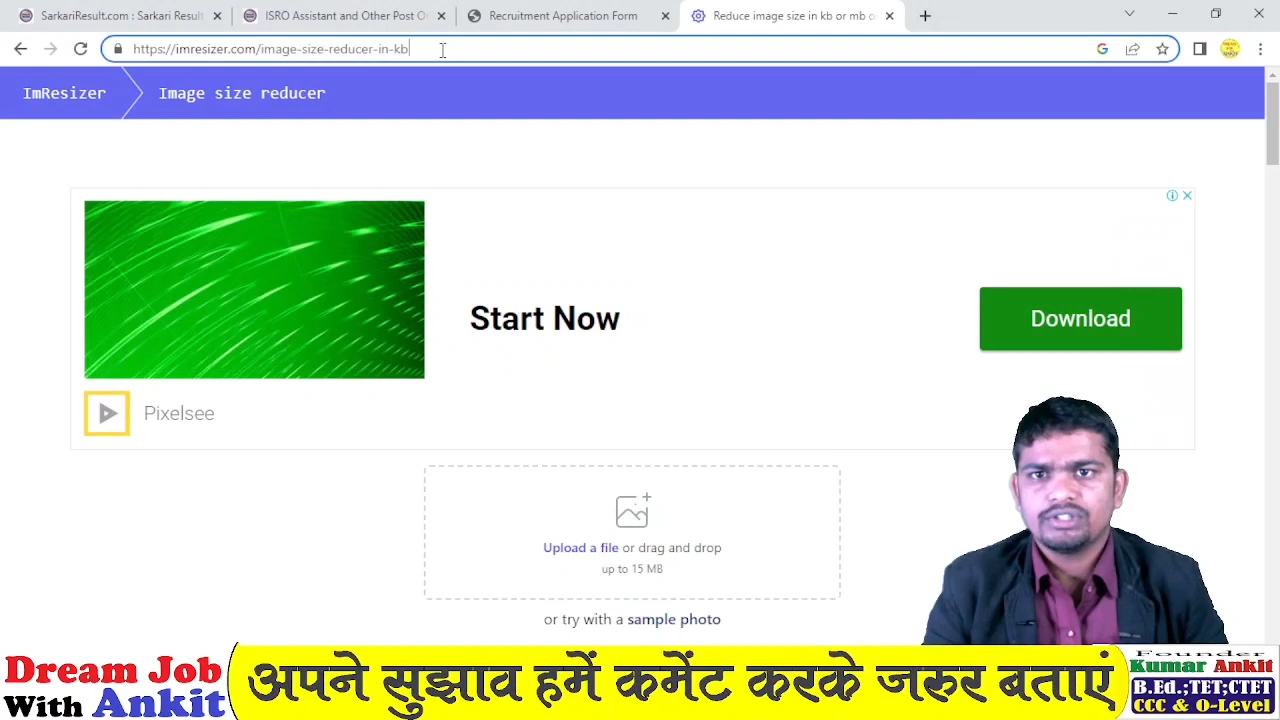 SarkariResult.com : Sarkari Result
ISRO Assistant and Other Post O
Recruitment Application Form
Reduce image size in kb or mb o
https://imresizer.com/image-size-reducer-in-kb
ImResizer
Image size reducer
Start Now
Download
Pixelsee
Upload a file or drag and drop
up to 15 MB
or try with a sample photo
Dream Job
With Ankit
अपने सुझाव हमें कमेंट करके जरुर बताएं
Founder
Kumar Ankit
B.Ed.;TET;CTET
CCC & O-Level